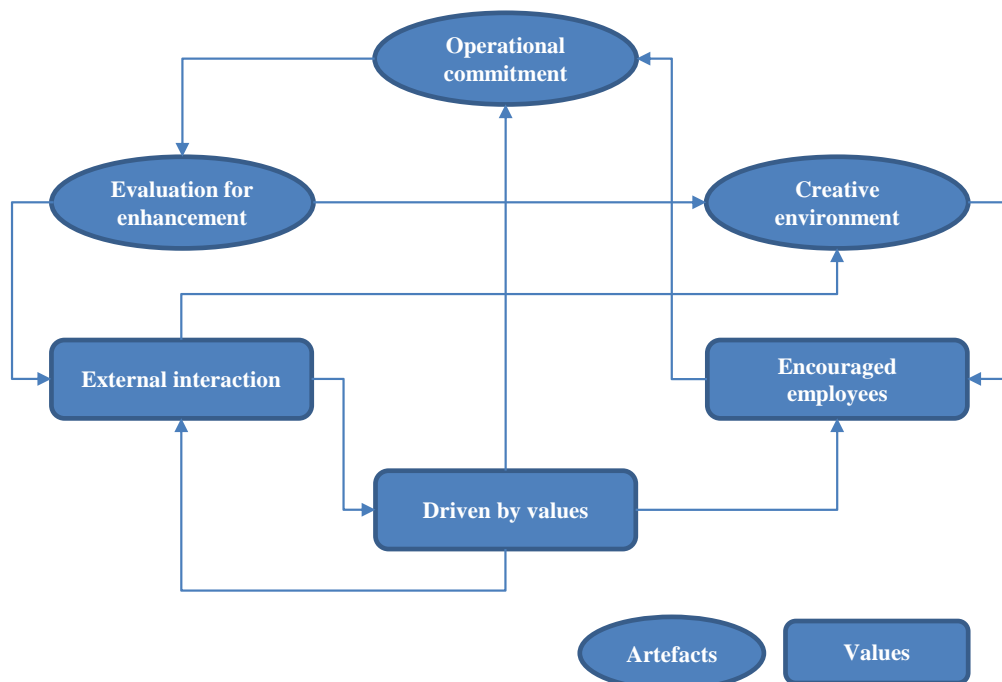 Operational
commitment
Evaluation for
enhancement
Creative
environment
External interaction
Encouraged
employees
Driven by values
Artefacts
Values